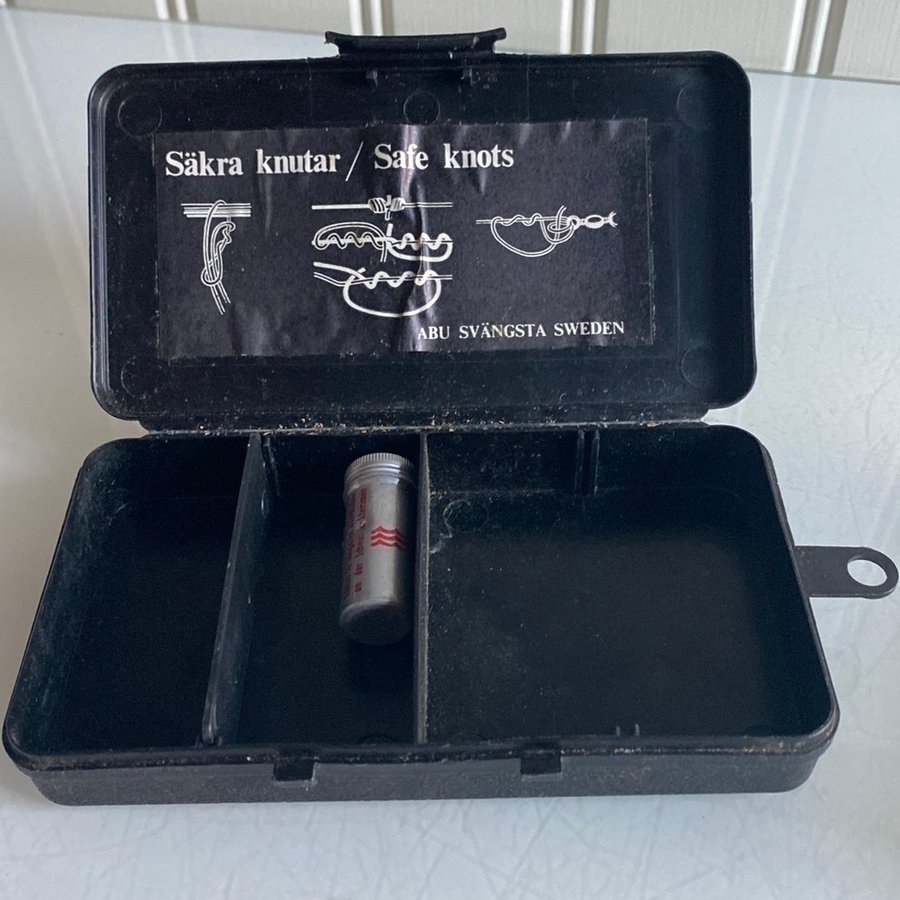 Säkra knutar / Safe knots
ABU SVÄNGSTA SWEDEN